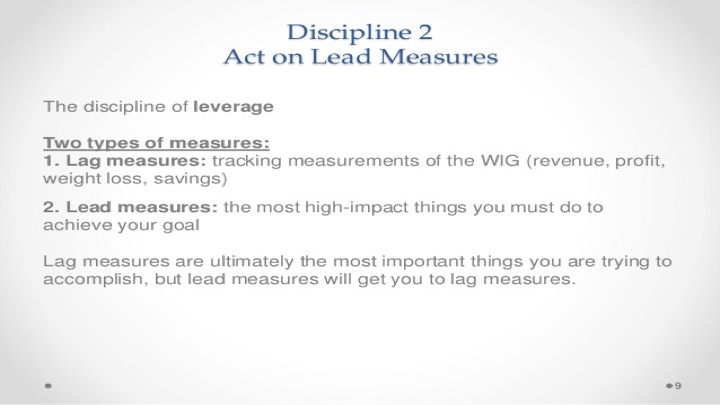 Discipline 2
Act on Lead Measures
The discipline of leverage
Two types of measures:
1. Lag measures: tracking measurements of the WIG (revenue, profit,
weight loss, savings)
2. Lead measures: the most high-impact things you must do to
achieve your goal
Lag measures are ultimately the most important things you are trying to
accomplish, but lead measures will get you to lag measures.
9